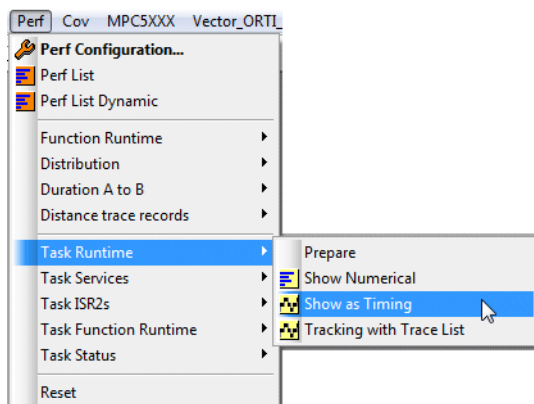 Perf Cov MPC5XXX Vector_ORTI_
Perf Configuration...
Perf List
Perf List Dynamic
Function Runtime
Distribution
Duration A to B
Distance trace records
Task Runtime
Prepare
Task Services
Show Numerical
Task ISR2s
Show as Timing
Task Function Runtime
Tracking with Trace List
Task Status
Reset